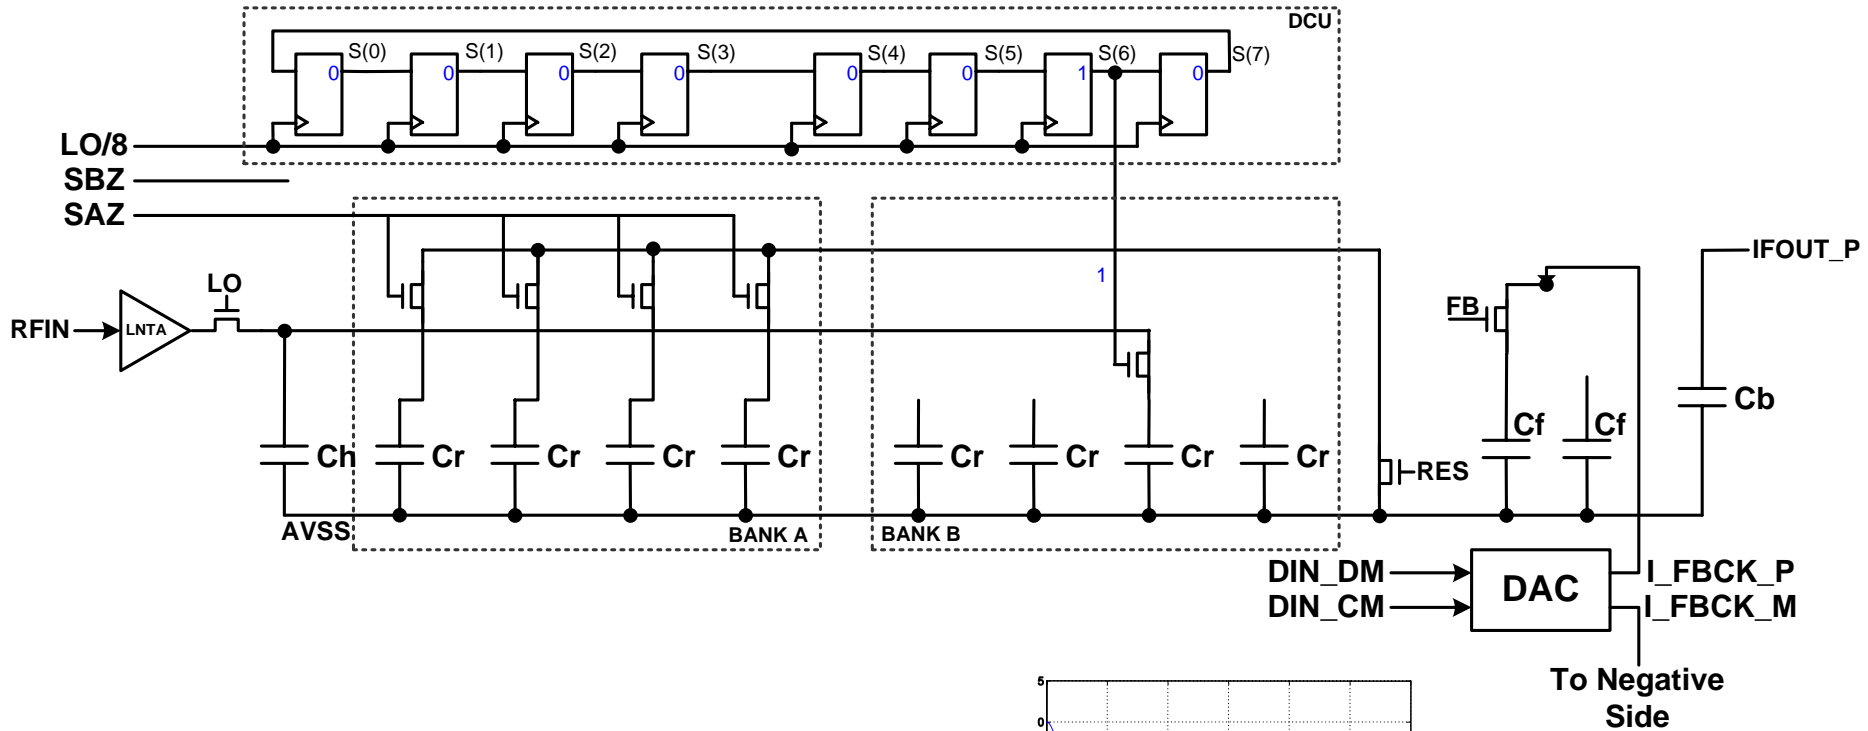 DCU
S(0) S(1) S(2) S(3) S(4) S(5) S(6) S(7)
0 0 0 0 0 0 1 0
LO/8
SBZ
SAZ
IFOUT_P
1
LO
FB
RFIN
LNTA
Cb
Cf Cf
Ch Cr Cr Cr Cr Cr Cr Cr Cr
RES
AVSS
BANK A
BANK B
DIN_DM
DIN_CM
DAC
I_FBCK_P
I_FBCK_M
To Negative
Side
5
0